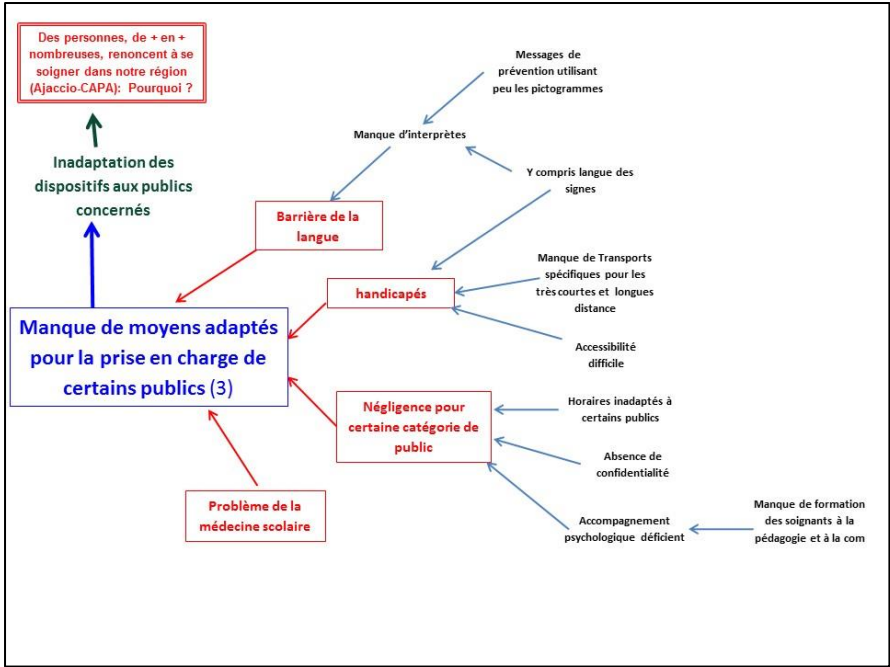 Des personnes, de + en +
nombreuses, renoncent à se
soigner dans notre région
(Ajaccio-CAPA): Pourquoi ?
Inadaptation des
dispositifs aux publics
concernés
Manque de moyens adaptés
pour la prise en charge de
certains publics (3)
Barrière de la
langue
handicapés
Négligence pour
certaine catégorie de
public
Problème de la
médecine scolaire
Messages de
prévention utilisant
peu les pictogrammes
Manque d'interprètes
Y compris langue des
signes
Manque de Transports
spécifiques pour les
très courtes et longues
distance
Accessibilité
difficile
Horaires inadaptés à
certains publics
Absence de
confidentialité
Accompagnement
psychologique déficient
Manque de formation
des soignants à la
pédagogie et à la com